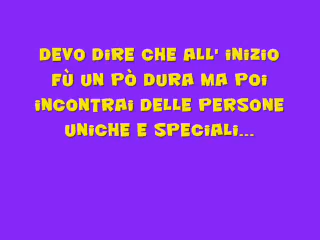 DEVO DIRE CHE ALL' INIZIO
FÙ UN PÒ DURA MA POI
INCONTRAI DELLE PERSONE
UNICHE E SPECIALI...